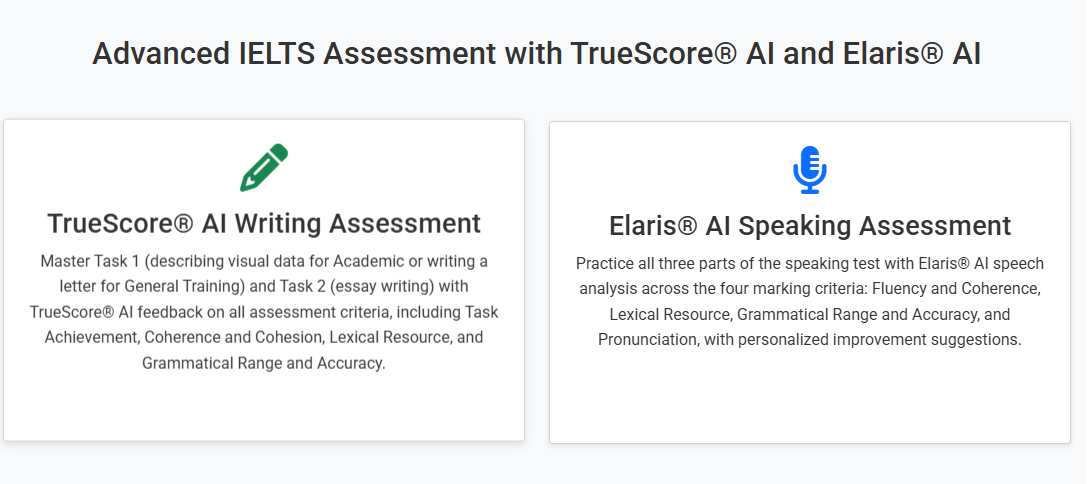 Advanced IELTS Assessment with TrueScore® AI and Elaris® AI
TrueScore® AI Writing Assessment
Master Task 1 (describing visual data for Academic or writing a
letter for General Training) and Task 2 (essay writing) with
TrueScore® AI feedback on all assessment criteria, including Task
Achievement, Coherence and Cohesion, Lexical Resource, and
Grammatical Range and Accuracy.
Elaris® AI Speaking Assessment
Practice all three parts of the speaking test with Elaris® AI speech
analysis across the four marking criteria: Fluency and Coherence,
Lexical Resource, Grammatical Range and Accuracy, and
Pronunciation, with personalized improvement suggestions.